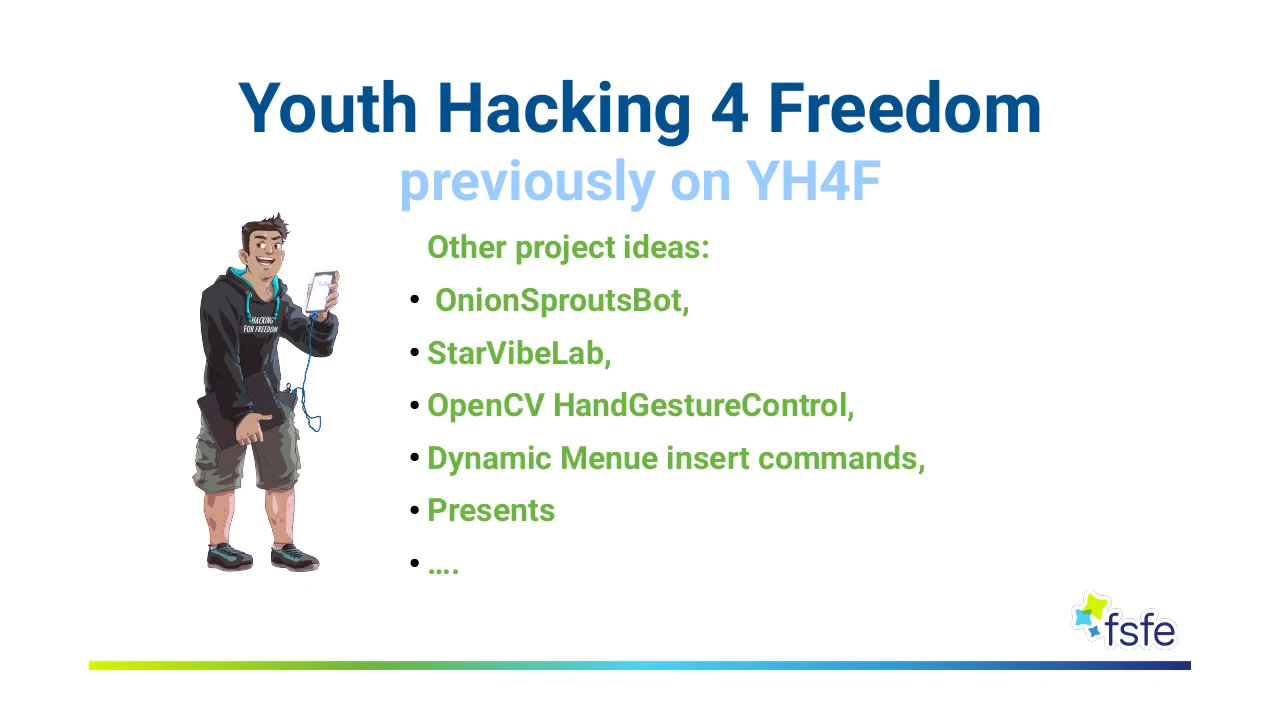 Youth Hacking 4 Freedom
previously on YH4F
Other project ideas:
• OnionSproutsBot,
• StarVibeLab,
• OpenCV HandGestureControl,
• Dynamic Menue insert commands,
• Presents
• ….
HACKING
FOR FREEDOM
fsfe